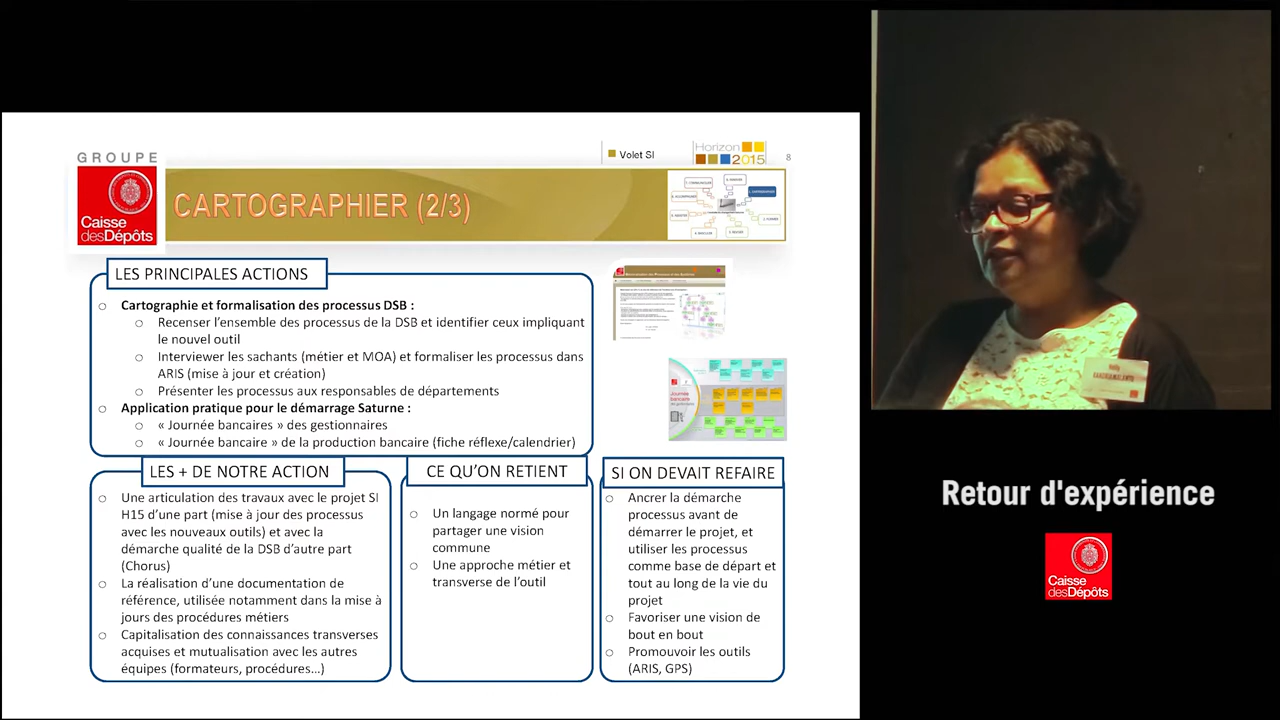 GROUPE
Caisse
desDépôts
Volet SI
Horizon
2015
8
CARTOGRAPHIER (2/3)
LES PRINCIPALES ACTIONS
Cartographie et formalisation des processus DSB :
Recenser l'ensemble des processus de la DSB et identifier ceux impliquant
le nouvel outil
Interviewer les sachants (métier et MOA) et formaliser les processus dans
ARIS (mise à jour et création)
Présenter les processus aux responsables de départements
Application pratique pour le démarrage Saturne :
« Journée bancaires » des gestionnaires
« Journée bancaire » de la production bancaire (fiche réflexe/calendrier)
Journée
bancaire
LES + DE NOTRE ACTION
Une articulation des travaux avec le projet SI
H15 d'une part (mise à jour des processus
avec les nouveaux outils) et avec la
démarche qualité de la DSB d'autre part
(Chorus)
La réalisation d'une documentation de
référence, utilisée notamment dans la mise à
jours des procédures métiers
Capitalisation des connaissances transverses
acquises et mutualisation avec les autres
équipes (formateurs, procédures...)
CE QU'ON RETIENT
Un langage normé pour
partager une vision
commune
Une approche métier et
transverse de l'outil
SI ON DEVAIT REFAIRE
Ancrer la démarche
processus avant de
démarrer le projet, et
utiliser les processus
comme base de départ et
tout au long de la vie du
projet
Favoriser une vision de
bout en bout
Promouvoir les outils
(ARIS, GPS)
Retour d'expérience
Caisse
desDépôts